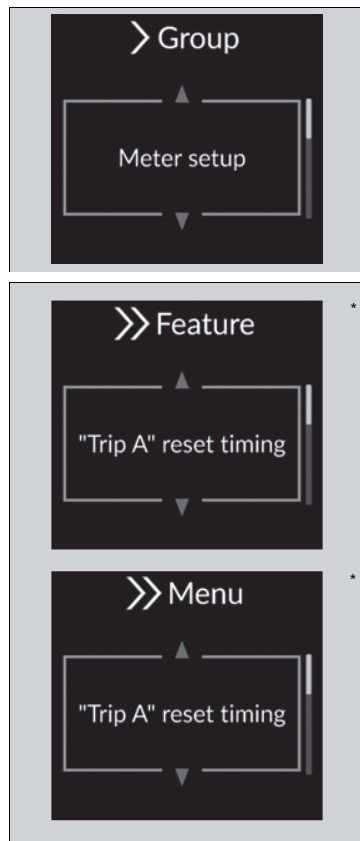 Group
Meter setup
*
Feature
"Trip A" reset timing
*
Menu
"Trip A" reset timing